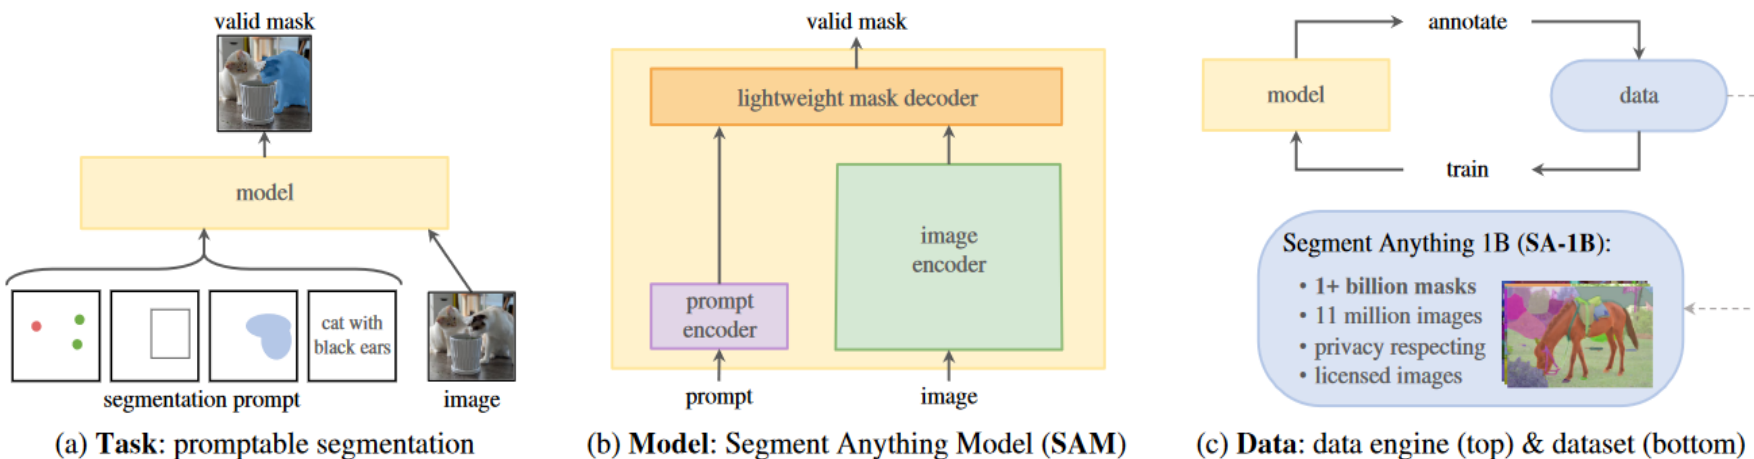 valid mask
model
cat with
black ears
segmentation prompt
image
(a) Task: promptable segmentation
valid mask
lightweight mask decoder
image
encoder
prompt
encoder
prompt
image
(b) Model: Segment Anything Model (SAM)
annotate
model
data
train
Segment Anything 1B (SA-1B):
• 1+ billion masks
• 11 million images
• privacy respecting
• licensed images
(c) Data: data engine (top) & dataset (bottom)